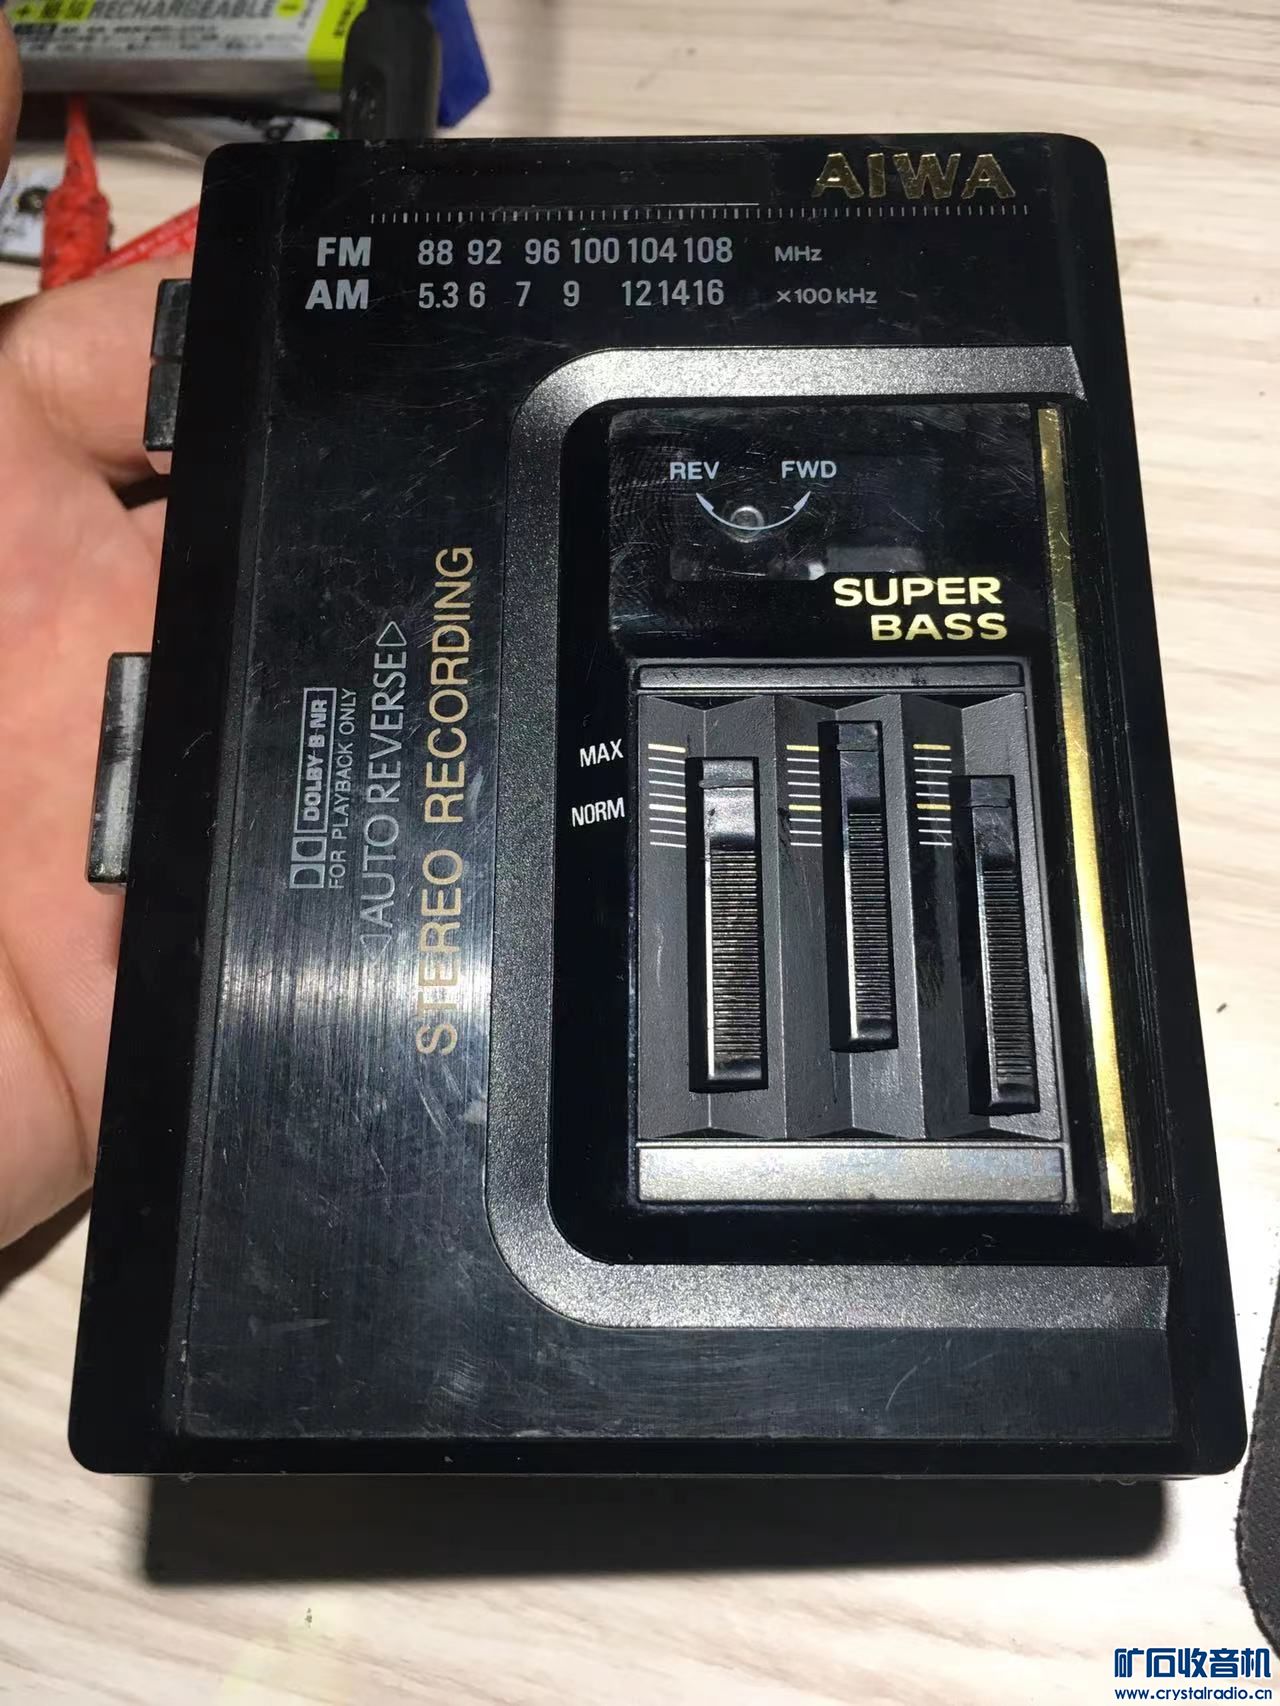 RECHARGEABLE
AIWA
FM 88 92 96 100 104 108 MHz
AM 5.3 6 7 9 12 14 16 ×100 kHz
REV FWD
SUPER
BASS
MAX
NORM
DOLBY B NR
FOR PLAYBACK ONLY
◁AUTO REVERSE▷
STEREO RECORDING
矿石收音机
www.crystalradio.cn